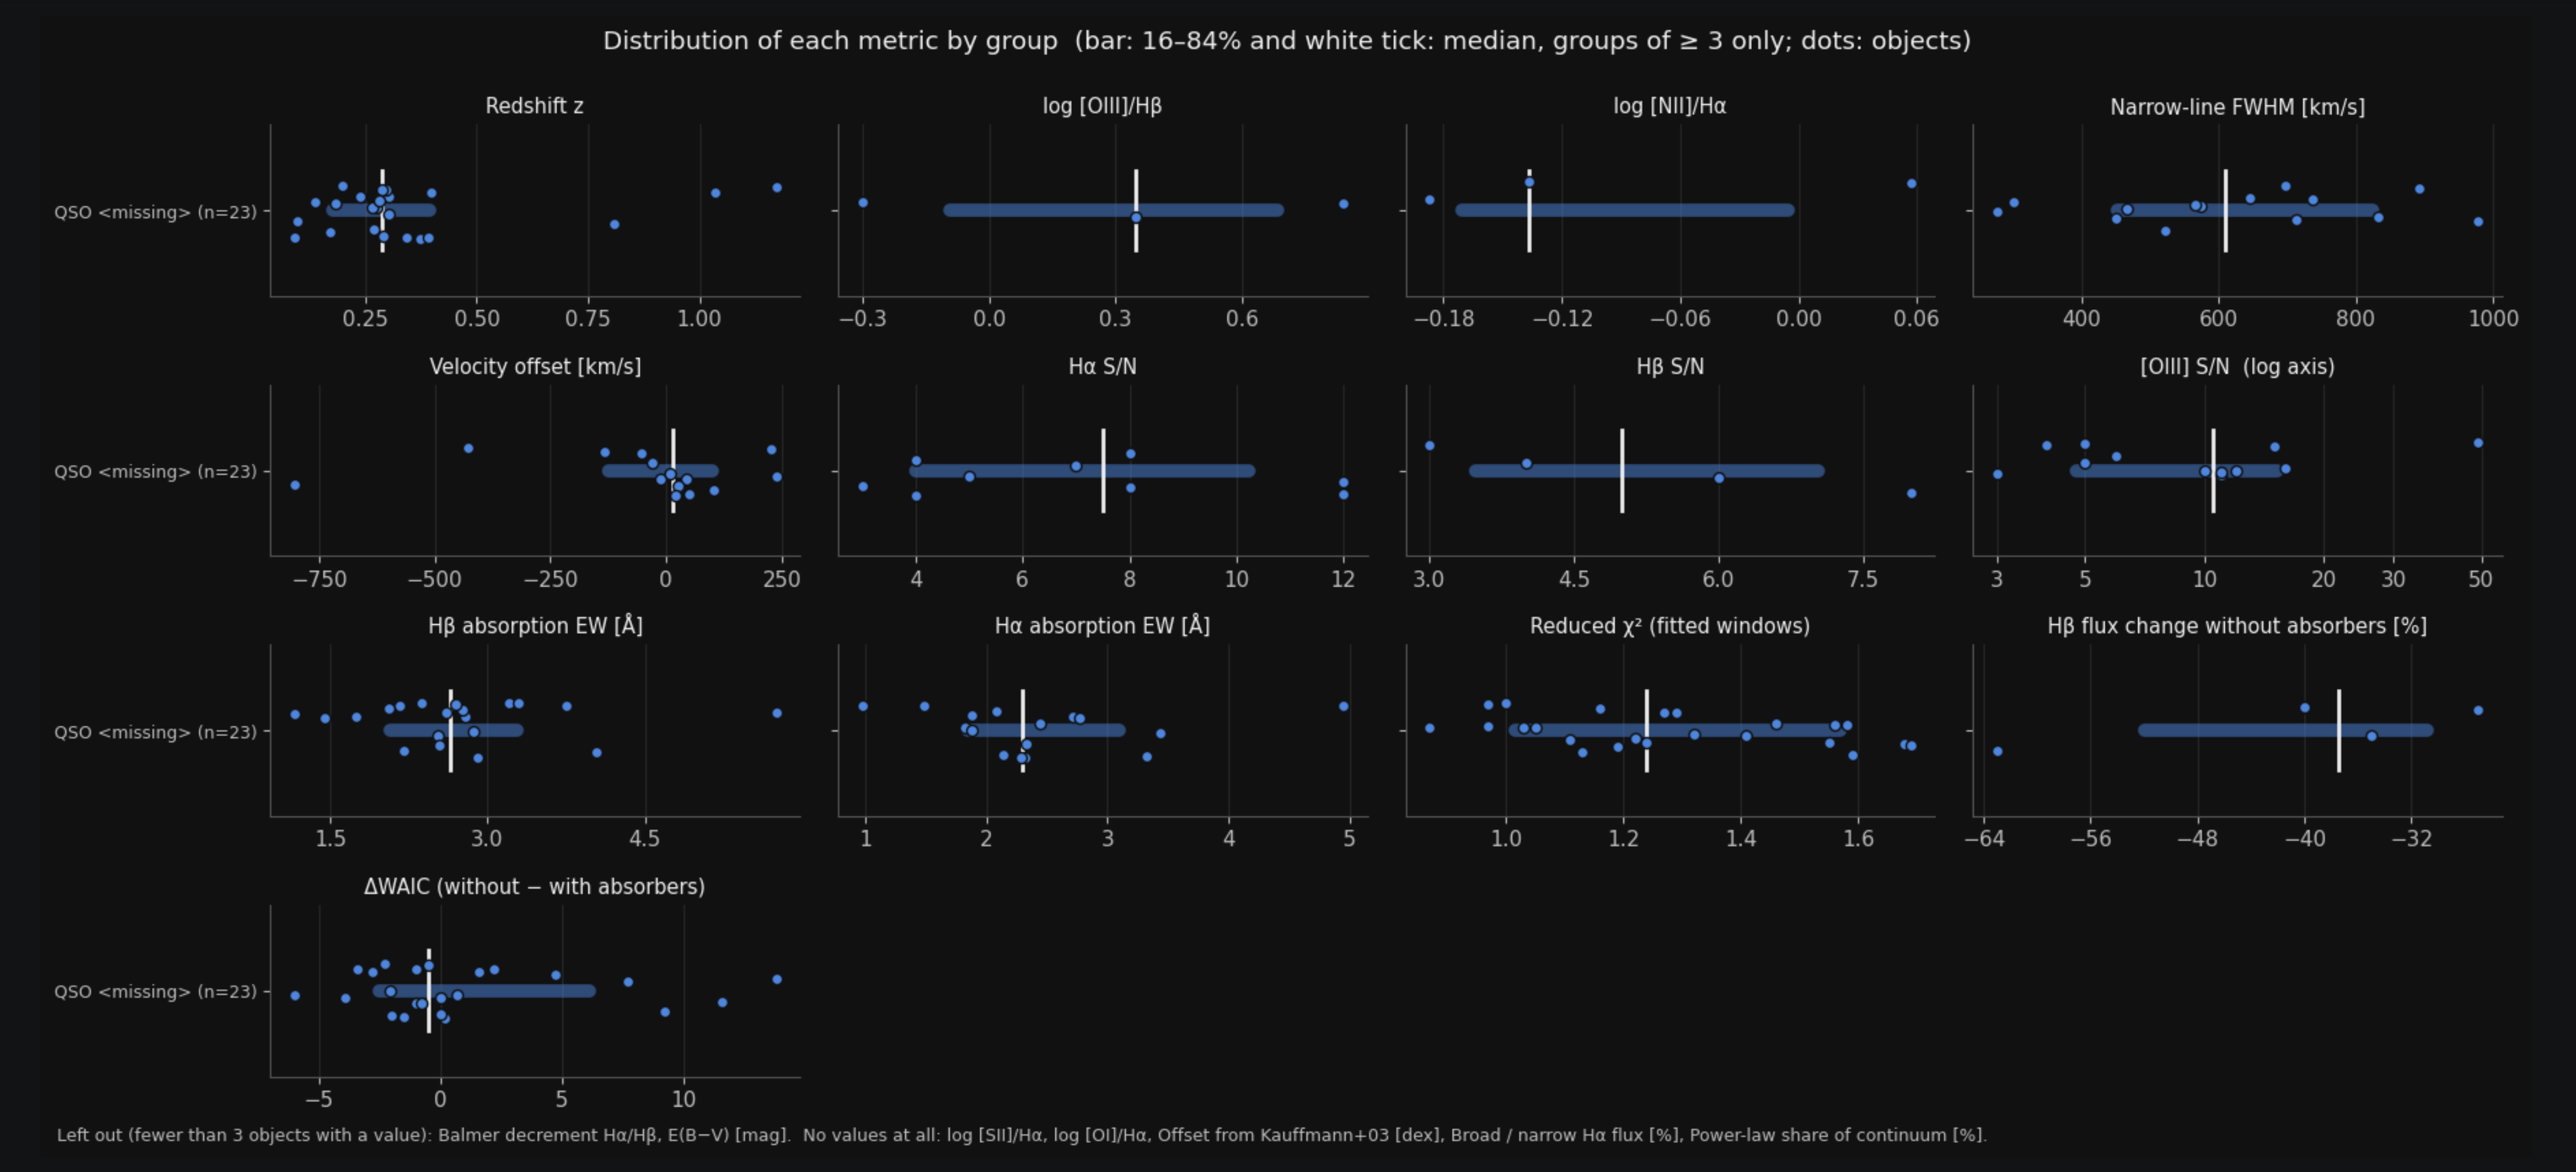 Distribution of each metric by group  (bar: 16–84% and white tick: median, groups of ≥ 3 only; dots: objects)
Redshift z
log [OIII]/Hβ
log [NII]/Hα
Narrow-line FWHM [km/s]
QSO <missing> (n=23)
0.25 0.50 0.75 1.00
−0.3 0.0 0.3 0.6
−0.18 −0.12 −0.06 0.00 0.06
400 600 800 1000
Velocity offset [km/s]
Hα S/N
Hβ S/N
[OIII] S/N  (log axis)
QSO <missing> (n=23)
−750 −500 −250 0 250
4 6 8 10 12
3.0 4.5 6.0 7.5
3 5 10 20 30 50
Hβ absorption EW [Å]
Hα absorption EW [Å]
Reduced χ² (fitted windows)
Hβ flux change without absorbers [%]
QSO <missing> (n=23)
1.5 3.0 4.5
1 2 3 4 5
1.0 1.2 1.4 1.6
−64 −56 −48 −40 −32
ΔWAIC (without − with absorbers)
QSO <missing> (n=23)
−5 0 5 10
Left out (fewer than 3 objects with a value): Balmer decrement Hα/Hβ, E(B−V) [mag].  No values at all: log [SII]/Hα, log [OI]/Hα, Offset from Kauffmann+03 [dex], Broad / narrow Hα flux [%], Power-law share of continuum [%].